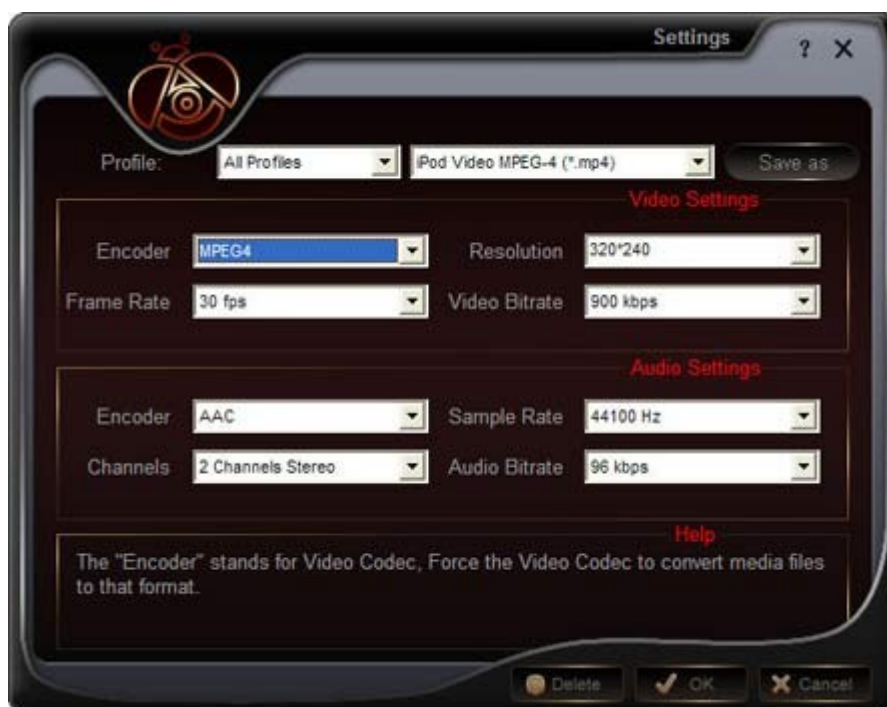 Settings
?
Profile: All Profiles iPod Video MPEG-4 (*.mp4) Save as
Video Settings
Encoder MPEG4 Resolution 320*240
Frame Rate 30 fps Video Bitrate 900 kbps
Audio Settings
Encoder AAC Sample Rate 44100 Hz
Channels 2 Channels Stereo Audio Bitrate 96 kbps
Help
The "Encoder" stands for Video Codec, Force the Video Codec to convert media files
to that format.
Delete OK Cancel